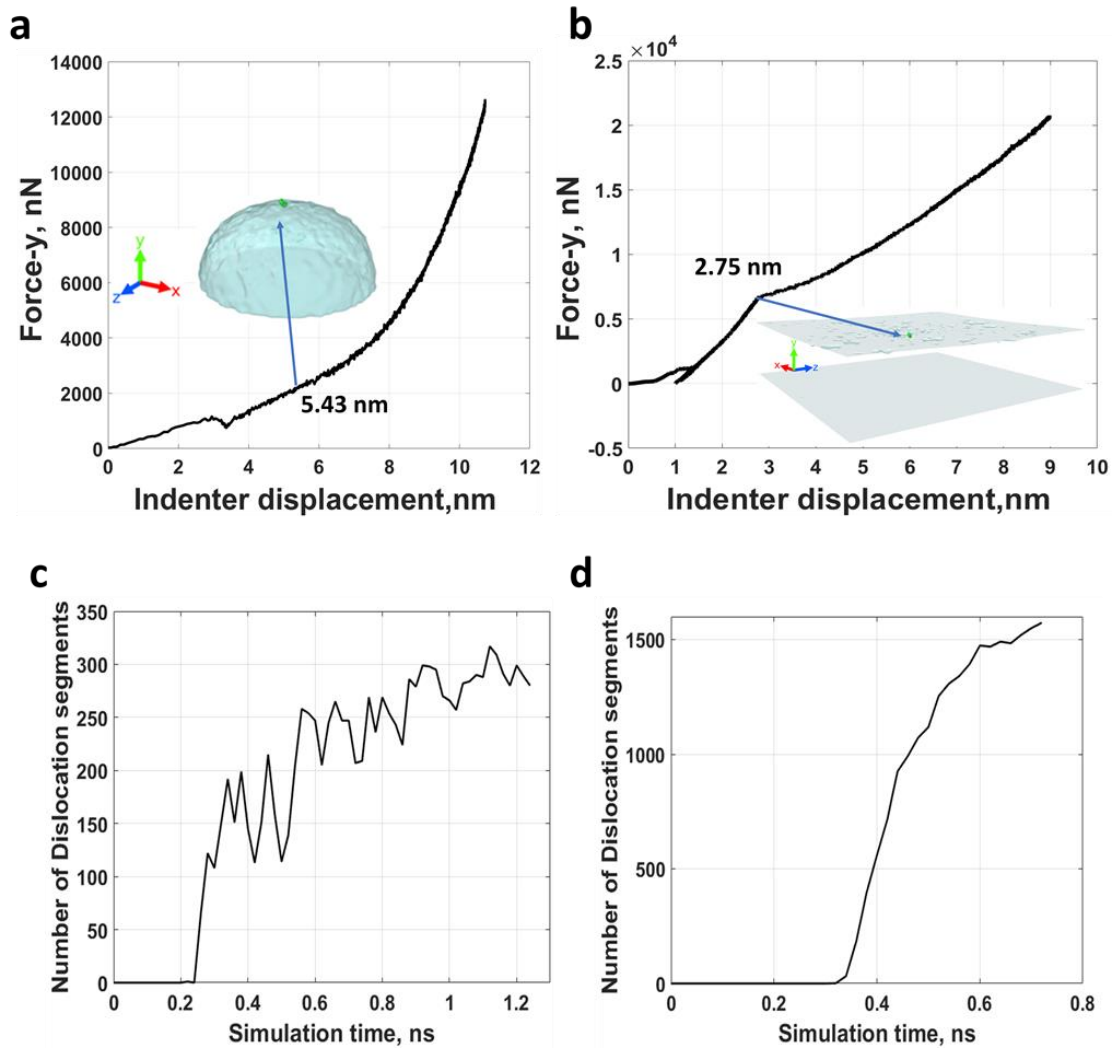 a
14000
12000
10000
8000
6000
4000
2000
0
0 2 4 6 8 10 12
Force-y, nN
Indenter displacement,nm
y
z
x
5.43 nm
b
×10⁴
2.5
2
1.5
1
0.5
0
-0.5
0 1 2 3 4 5 6 7 8 9 10
Force-y, nN
Indenter displacement,nm
2.75 nm
y
x
z
c
350
300
250
200
150
100
50
0
0 0.2 0.4 0.6 0.8 1 1.2
Number of Dislocation segments
Simulation time, ns
d
1500
1000
500
0
0 0.2 0.4 0.6 0.8
Number of Dislocation segments
Simulation time, ns